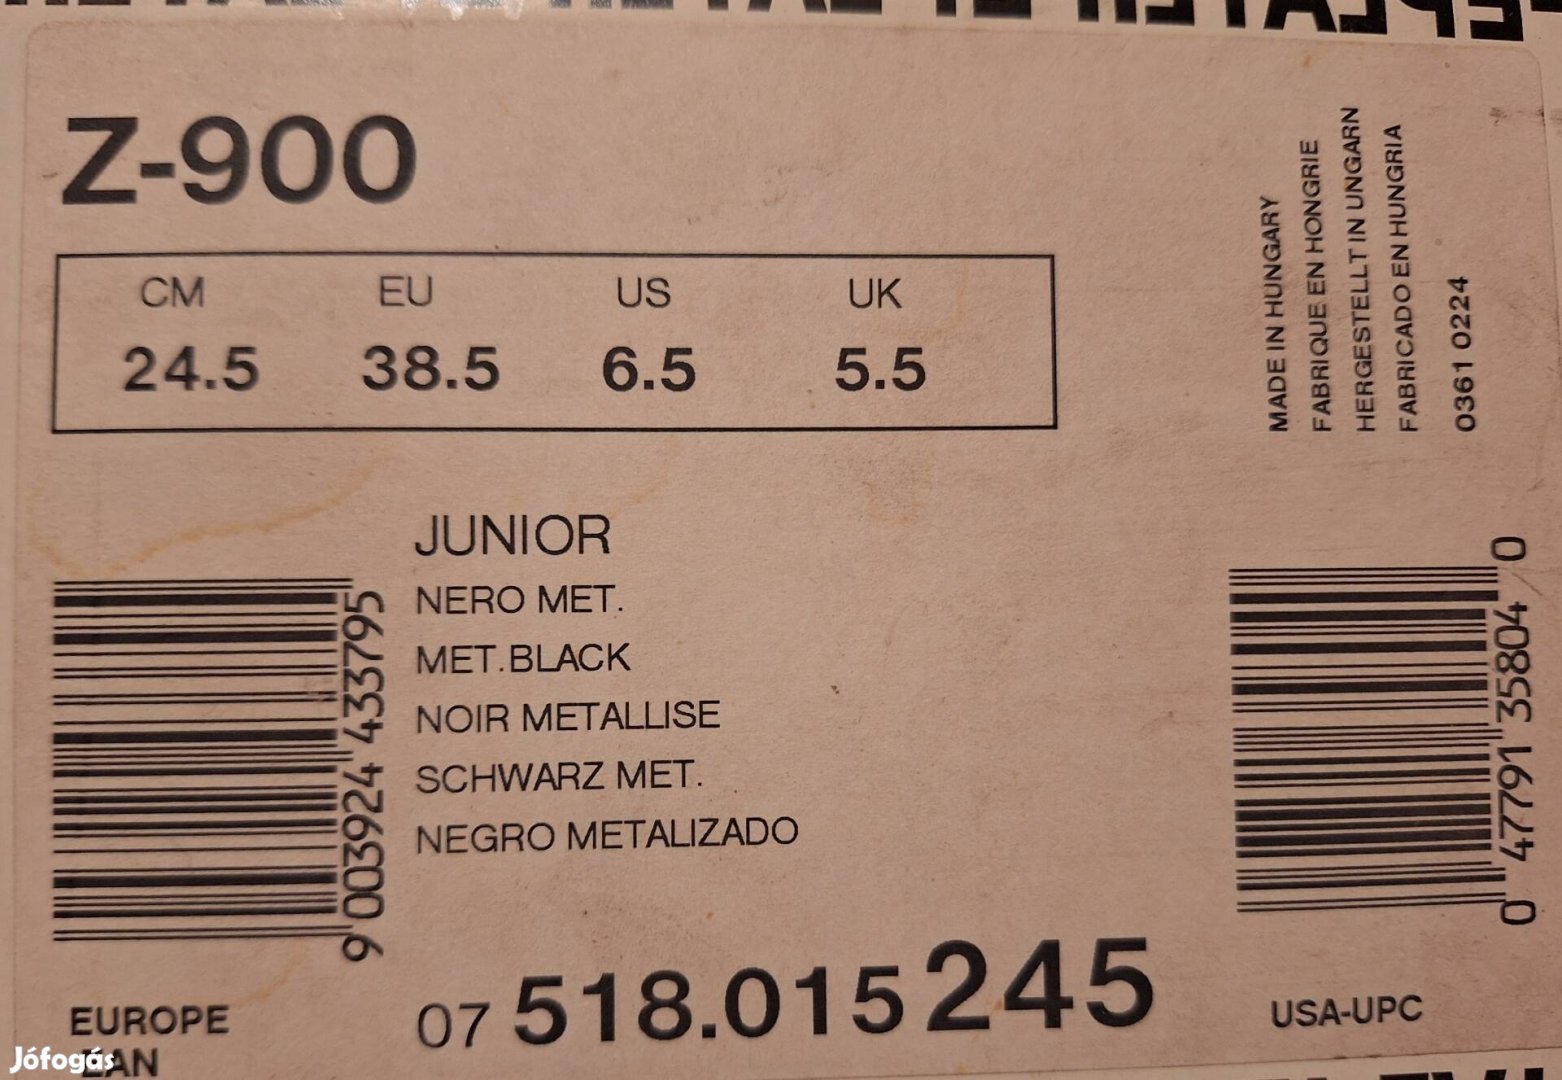 Z-900
CM EU US UK
24.5 38.5 6.5 5.5
MADE IN HUNGARY
FABRIQUE EN HONGRIE
HERGESTELLT IN UNGARN
FABRICADO EN HUNGRIA
0361 0224
JUNIOR
NERO MET.
MET.BLACK
NOIR METALLISE
SCHWARZ MET.
NEGRO METALIZADO
9 003924 433795
0 47791 35804 0
07 518.015 245
EUROPE
EAN
USA-UPC
Jófogás